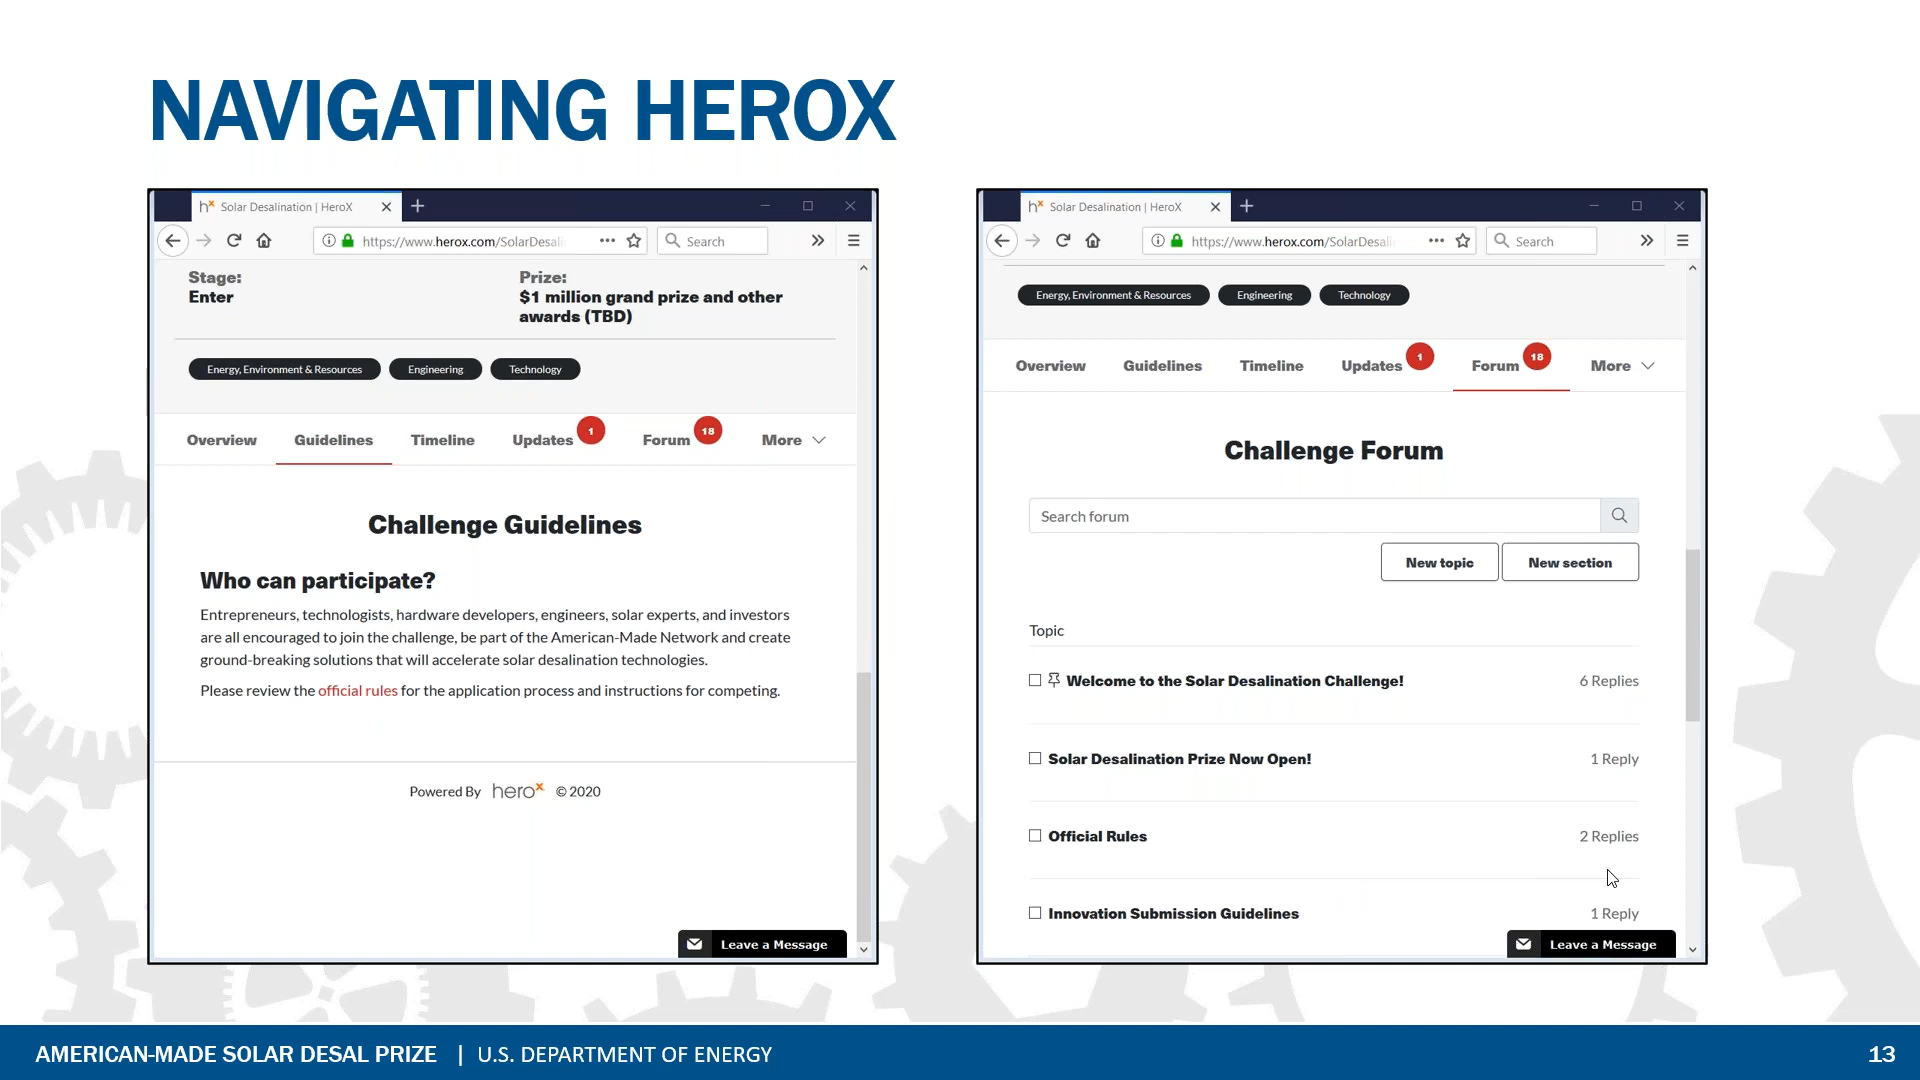 NAVIGATING HEROX
hx Solar Desalination | HeroX
https://www.herox.com/SolarDesali
Search
Stage:
Enter
Prize:
$1 million grand prize and other
awards (TBD)
Energy, Environment & Resources
Engineering
Technology
Overview
Guidelines
Timeline
Updates 1
Forum 18
More
Challenge Guidelines
Who can participate?
Entrepreneurs, technologists, hardware developers, engineers, solar experts, and investors
are all encouraged to join the challenge, be part of the American-Made Network and create
ground-breaking solutions that will accelerate solar desalination technologies.
Please review the official rules for the application process and instructions for competing.
Powered By herox © 2020
Leave a Message
hx Solar Desalination | HeroX
https://www.herox.com/SolarDesali
Search
Energy, Environment & Resources
Engineering
Technology
Overview
Guidelines
Timeline
Updates 1
Forum 18
More
Challenge Forum
Search forum
New topic
New section
Topic
Welcome to the Solar Desalination Challenge!
6 Replies
Solar Desalination Prize Now Open!
1 Reply
Official Rules
2 Replies
Innovation Submission Guidelines
1 Reply
Leave a Message
AMERICAN-MADE SOLAR DESAL PRIZE | U.S. DEPARTMENT OF ENERGY
13